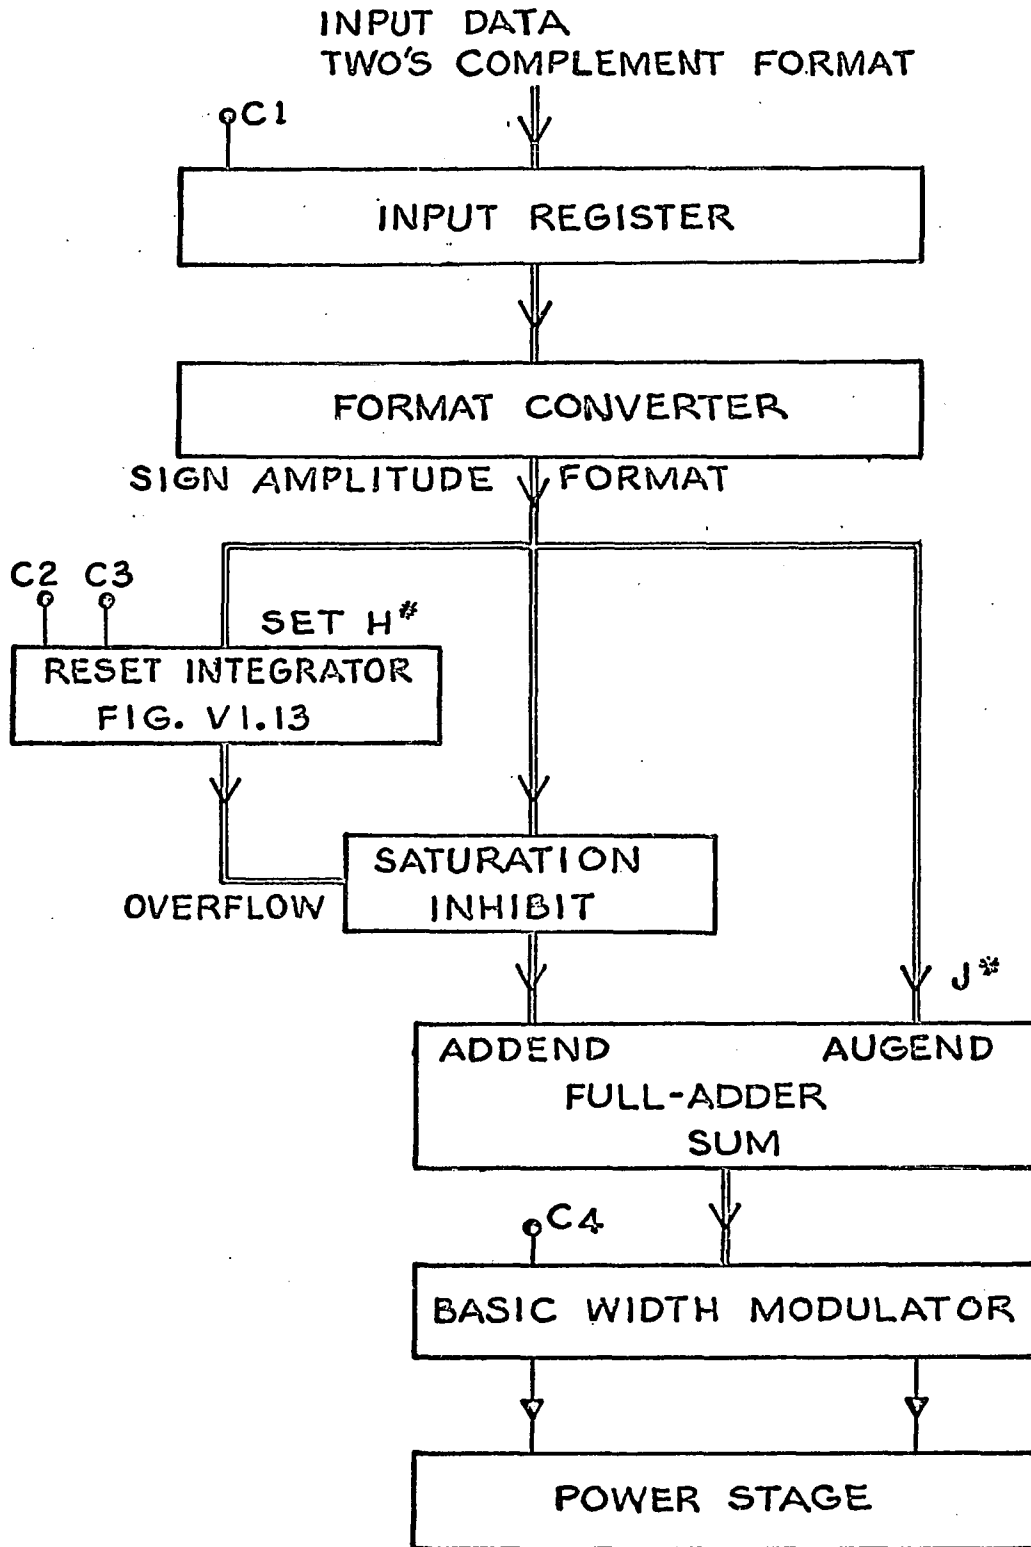 INPUT DATA
TWO'S COMPLEMENT FORMAT
C1
INPUT REGISTER
FORMAT CONVERTER
SIGN AMPLITUDE FORMAT
C2 C3
SET H#
RESET INTEGRATOR
FIG. VI.13
SATURATION
INHIBIT
OVERFLOW
J*
ADDEND AUGEND
FULL-ADDER
SUM
C4
BASIC WIDTH MODULATOR
POWER STAGE